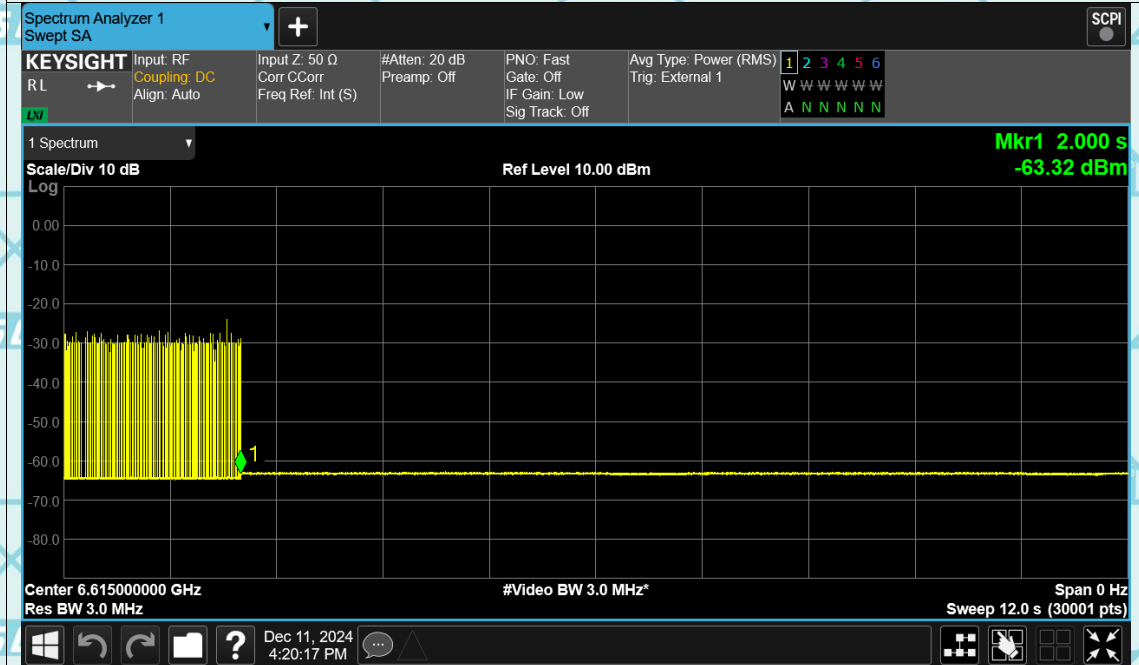 Spectrum Analyzer 1
Swept SA
+
SCPI
KEYSIGHT
R L
LXI
Input: RF
Coupling: DC
Align: Auto
Input Z: 50 Ω
Corr CCorr
Freq Ref: Int (S)
#Atten: 20 dB
Preamp: Off
PNO: Fast
Gate: Off
IF Gain: Low
Sig Track: Off
Avg Type: Power (RMS)
Trig: External 1
1 2 3 4 5 6
W W W W W W
A N N N N N
1 Spectrum
Scale/Div 10 dB
Ref Level 10.00 dBm
Mkr1 2.000 s
-63.32 dBm
Log
0.00
-10.0
-20.0
-30.0
-40.0
-50.0
-60.0
-70.0
-80.0
1
Center 6.615000000 GHz
Res BW 3.0 MHz
#Video BW 3.0 MHz*
Span 0 Hz
Sweep 12.0 s (30001 pts)
?
Dec 11, 2024
4:20:17 PM